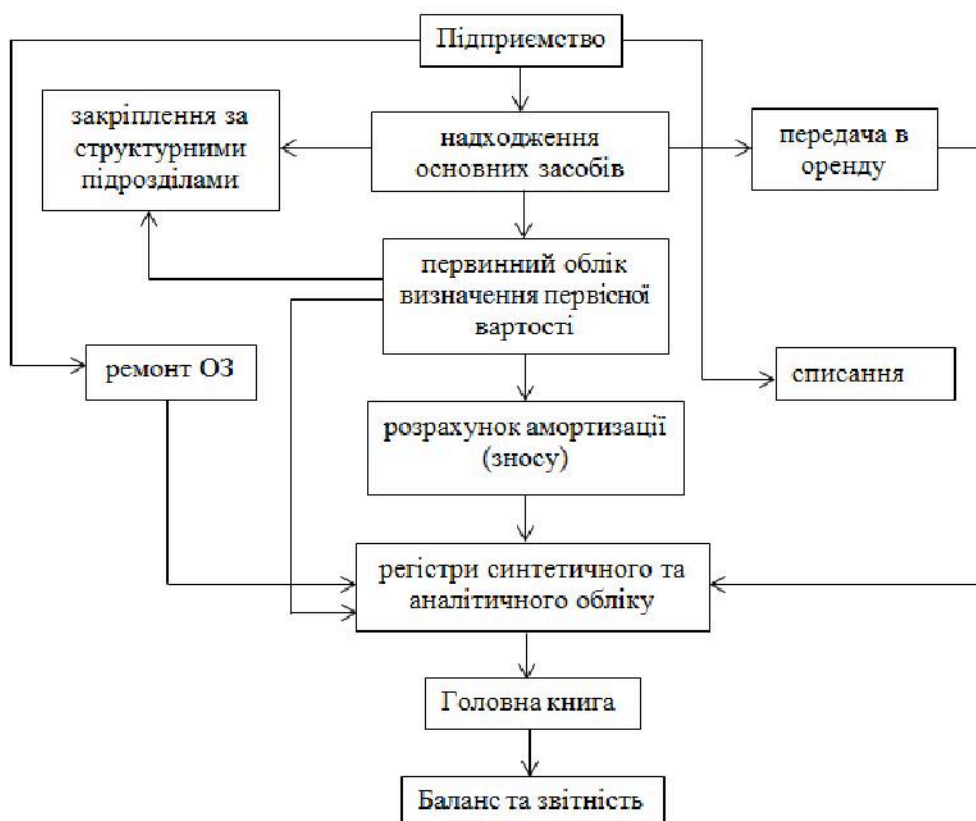 Підприємство
закріплення за
структурними
підрозділами
надходження
основних засобів
передача в
оренду
первинний облік
визначення первісної
вартості
ремонт ОЗ
списання
розрахунок амортизації
(зносу)
регістри синтетичного та
аналітичного обліку
Головна книга
Баланс та звітність